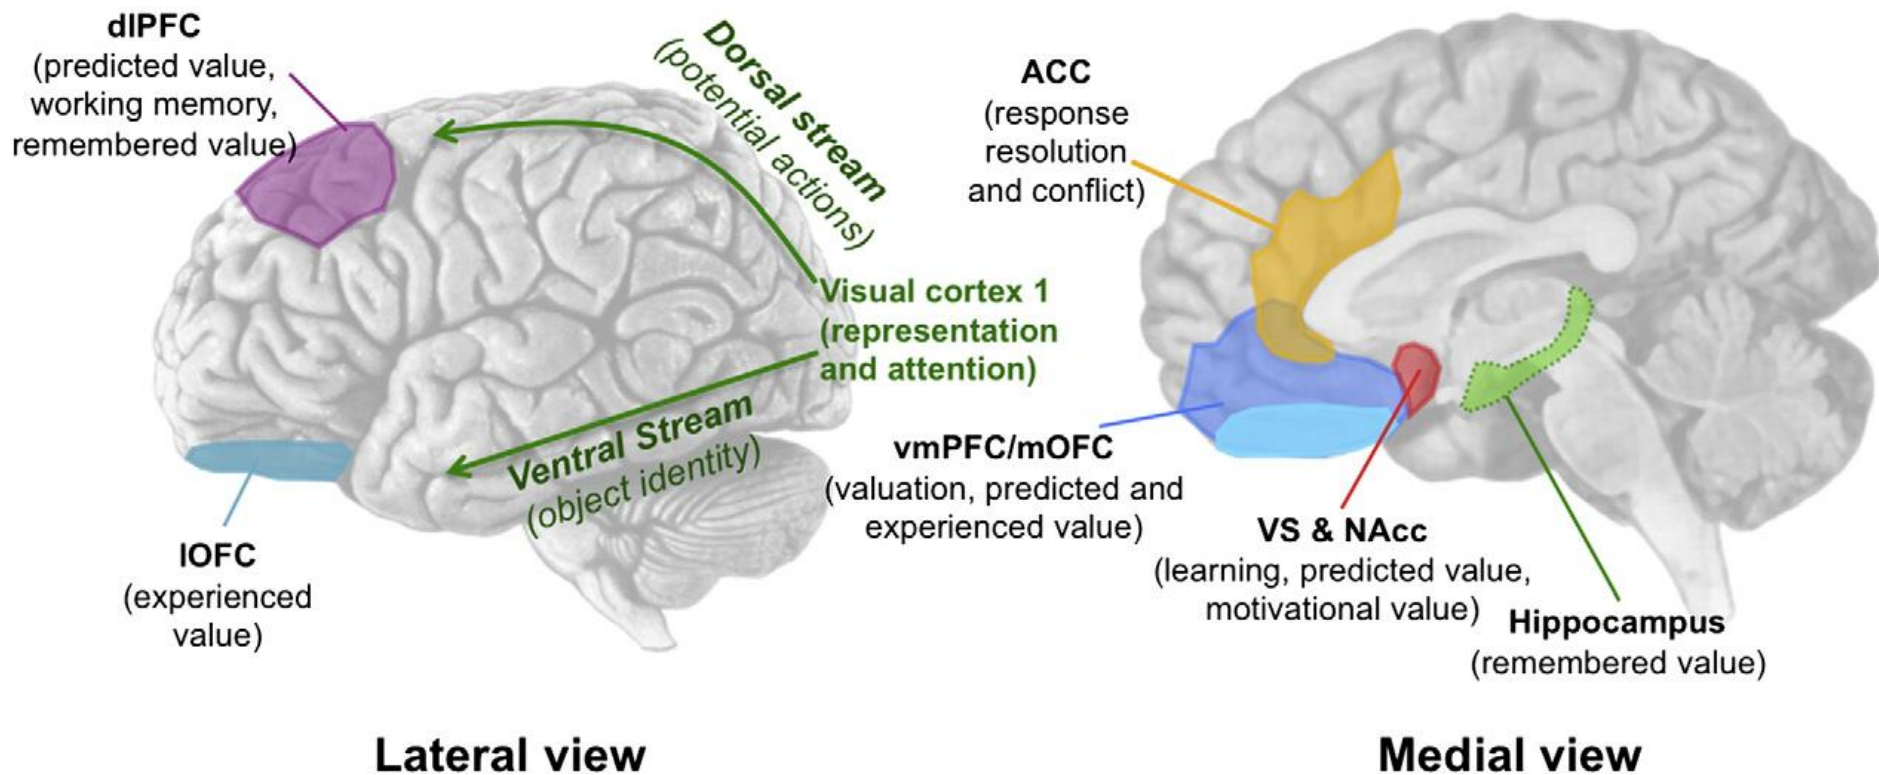 dlPFC
(predicted value,
working memory,
remembered value)
Dorsal stream
(potential actions)
Visual cortex 1
(representation
and attention)
Ventral Stream
(object identity)
lOFC
(experienced
value)
Lateral view
ACC
(response
resolution
and conflict)
vmPFC/mOFC
(valuation, predicted and
experienced value)
VS & NAcc
(learning, predicted value,
motivational value)
Hippocampus
(remembered value)
Medial view